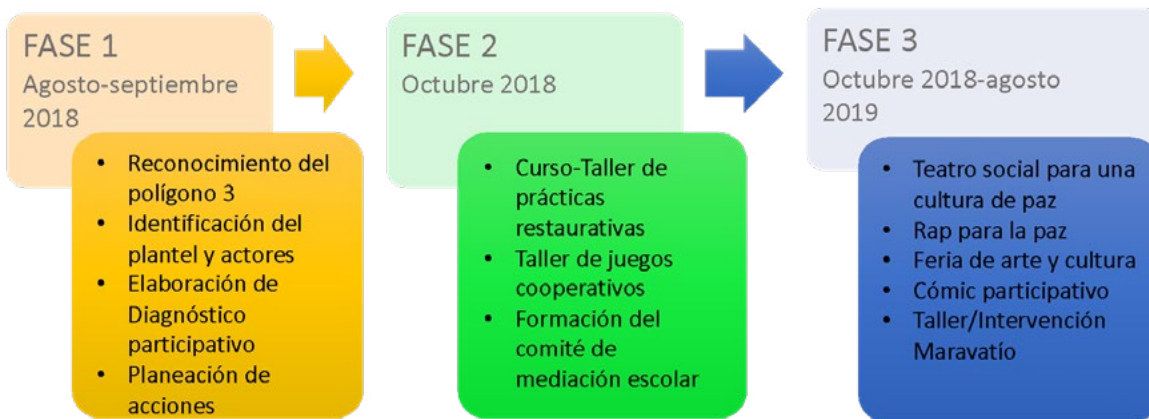 FASE 1
Agosto-septiembre
2018
• Reconocimiento del
polígono 3
• Identificación del
plantel y actores
• Elaboración de
Diagnóstico
participativo
• Planeación de
acciones
FASE 2
Octubre 2018
• Curso-Taller de
prácticas
restaurativas
• Taller de juegos
cooperativos
• Formación del
comité de
mediación escolar
FASE 3
Octubre 2018-agosto
2019
• Teatro social para una
cultura de paz
• Rap para la paz
• Feria de arte y cultura
• Cómic participativo
• Taller/Intervención
Maravatío